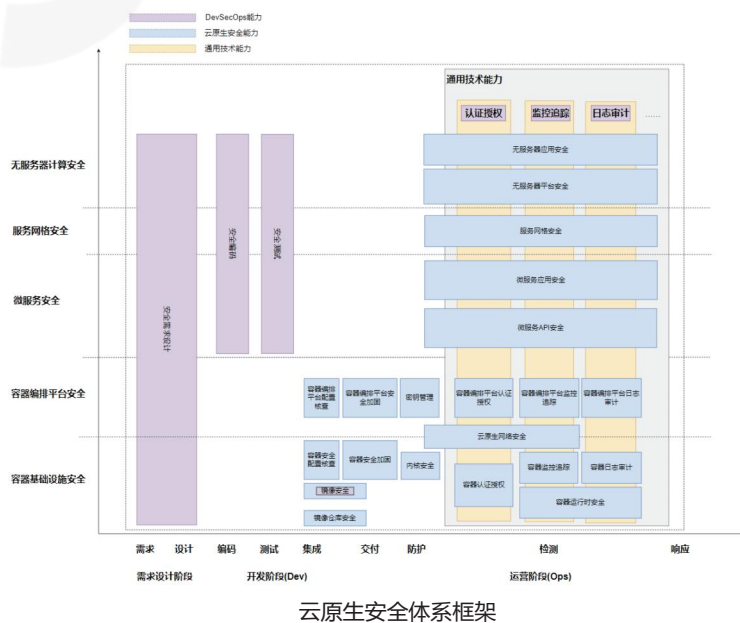 DevSecOps能力
云原生安全能力
通用技术能力
通用技术能力
认证授权
监控追踪
日志审计
......
无服务器计算安全
无服务器应用安全
无服务器平台安全
服务网格安全
服务网格安全
微服务安全
微服务应用安全
微服务API安全
安全需求设计
安全编码
安全测试
容器编排平台安全
容器编排
平台配置
核查
容器编排平台安
全加固
密钥管理
容器编排平台认证
授权
容器编排平台监控
追踪
容器编排平台日志
审计
云原生网络安全
容器基础设施安全
容器安全
配置核查
容器安全加固
内核安全
镜像安全
镜像仓库安全
容器认证授权
容器监控追踪
容器日志审计
容器运行时安全
需求
设计
编码
测试
集成
交付
防护
检测
响应
需求设计阶段
开发阶段(Dev)
运营阶段(Ops)
云原生安全体系框架